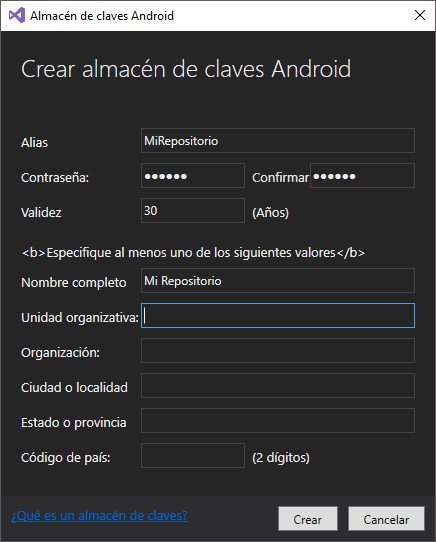 Almacén de claves Android
Crear almacén de claves Android
Alias MiRepositorio
Contraseña: •••••• Confirmar ••••••
Validez 30 (Años)
<b>Especifique al menos uno de los siguientes valores</b>
Nombre completo Mi Repositorio
Unidad organizativa:
Organización:
Ciudad o localidad
Estado o provincia
Código de país: (2 dígitos)
¿Qué es un almacén de claves? Crear Cancelar